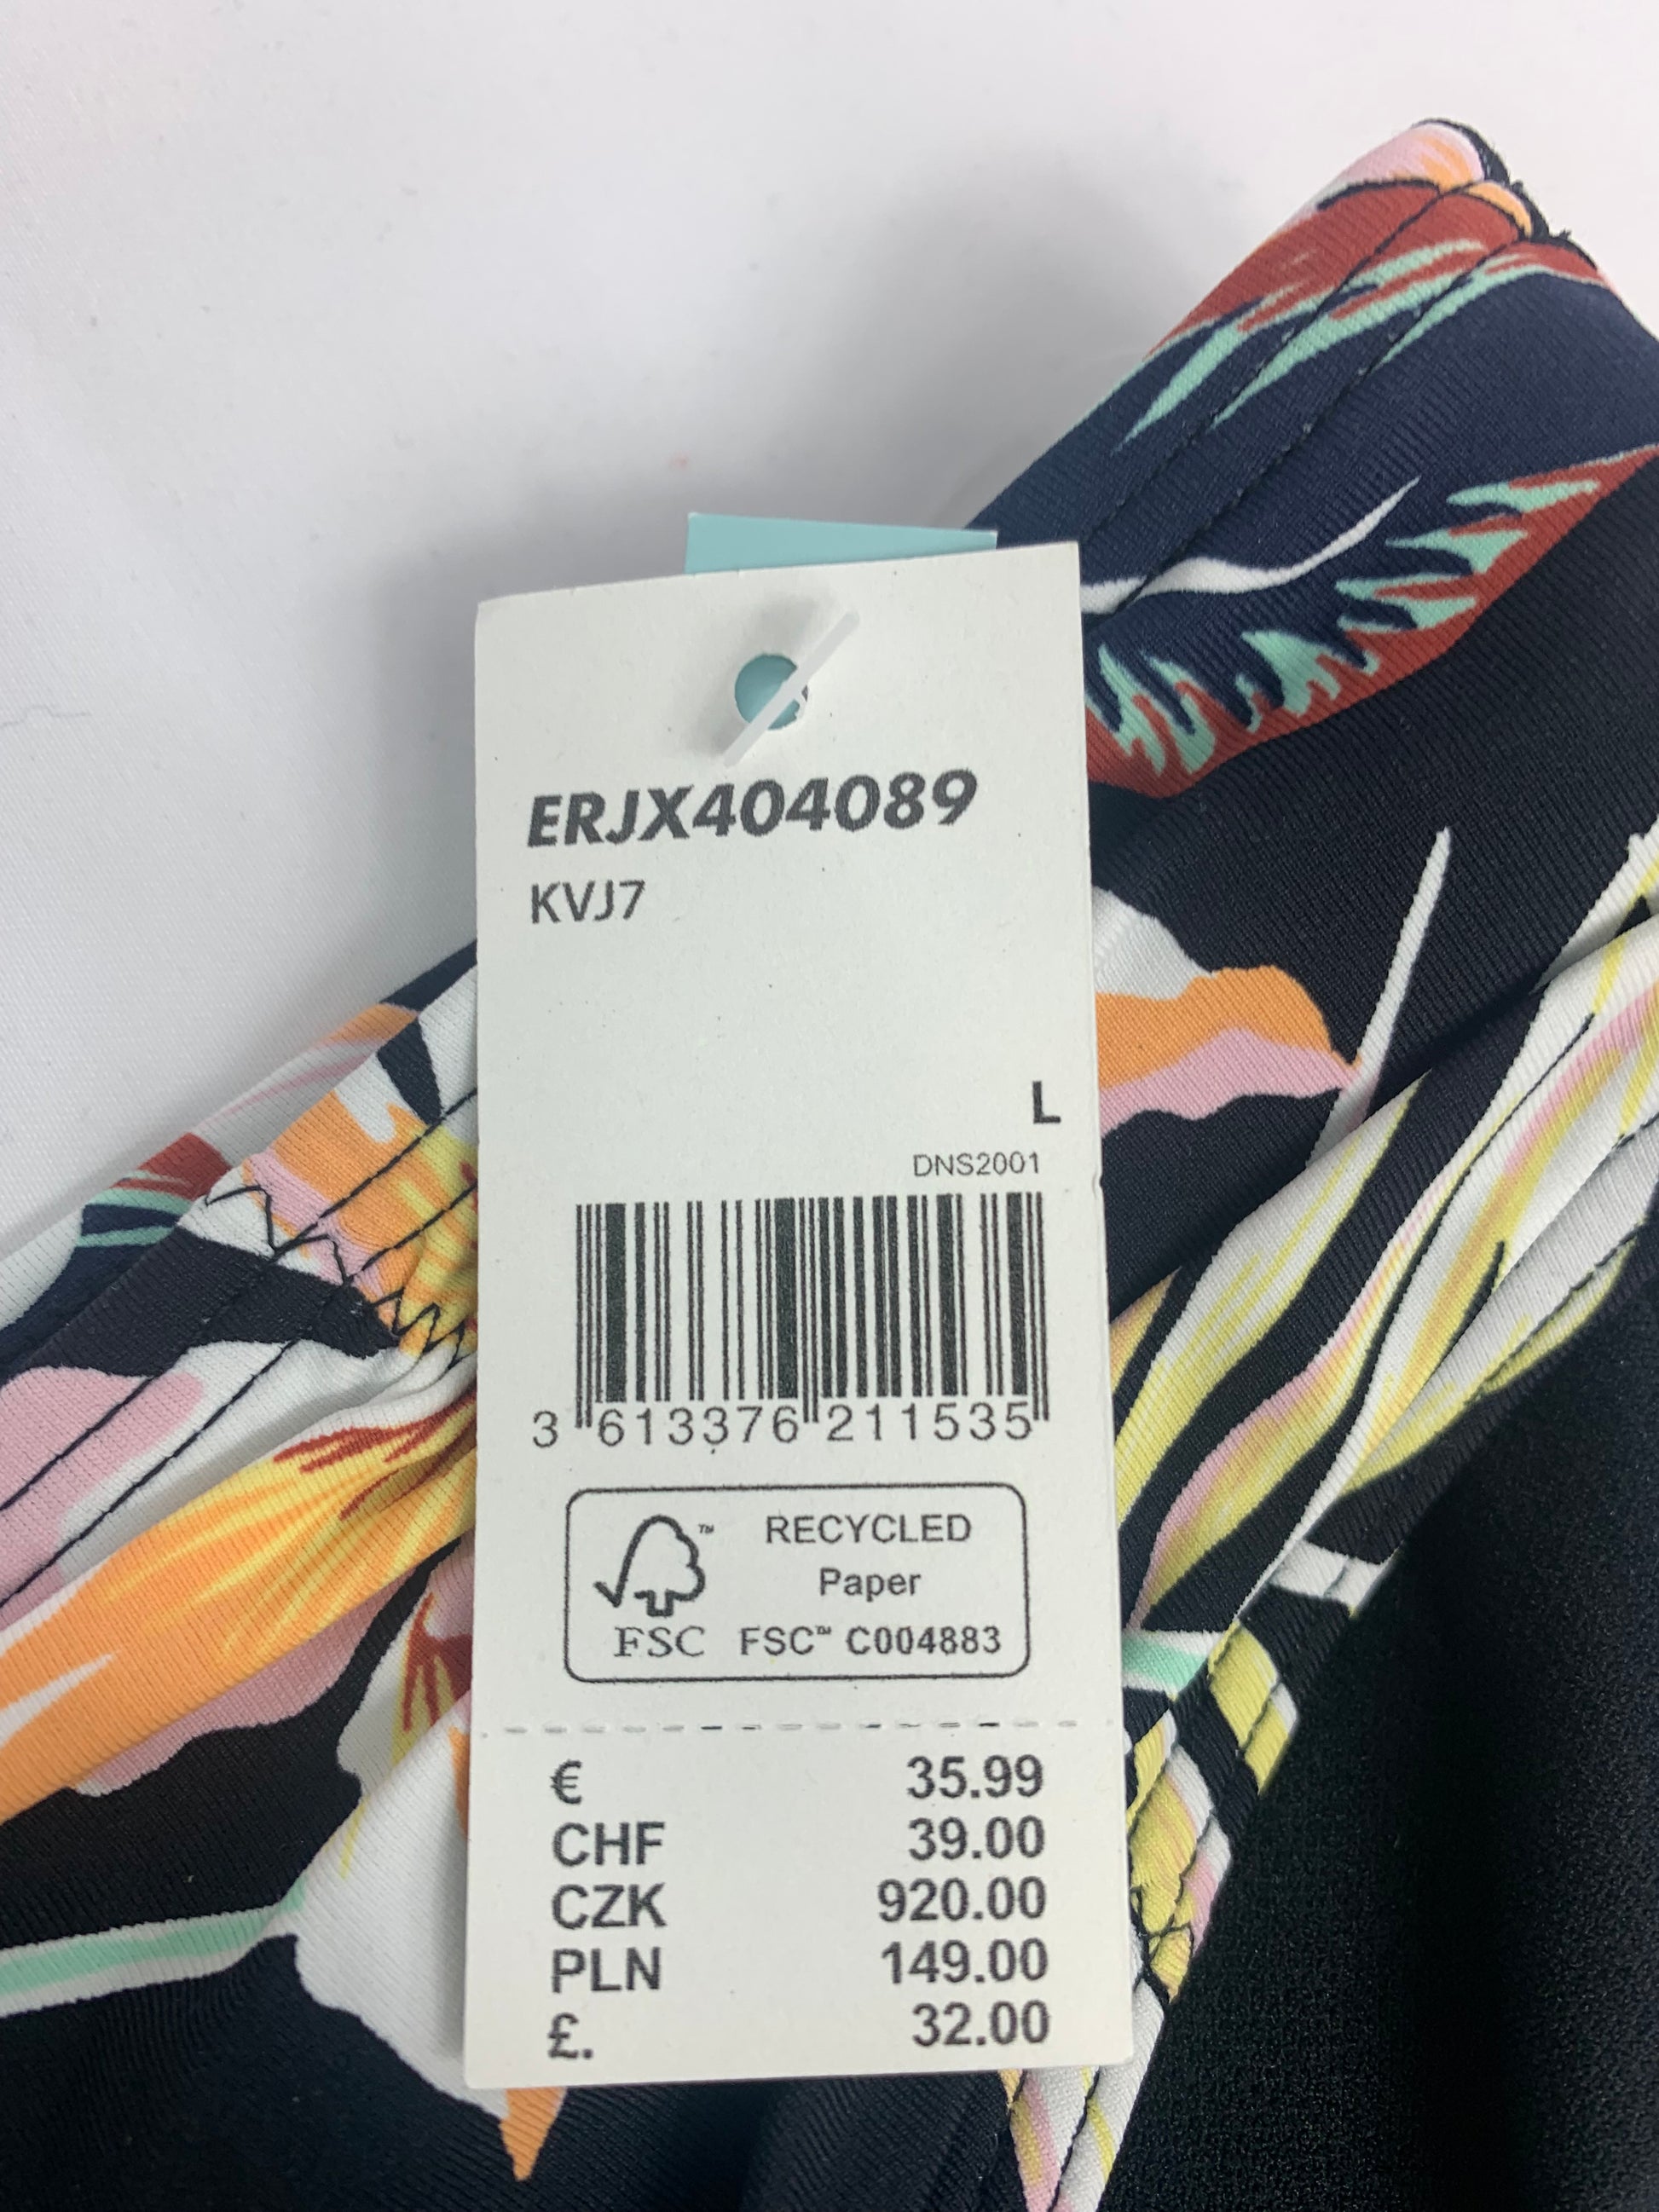 ERJX404089
KVJ7
L
DNS2001
3 613376 211535
™ RECYCLED
Paper
FSC FSC™ C004883
€ 35.99
CHF 39.00
CZK 920.00
PLN 149.00
£. 32.00